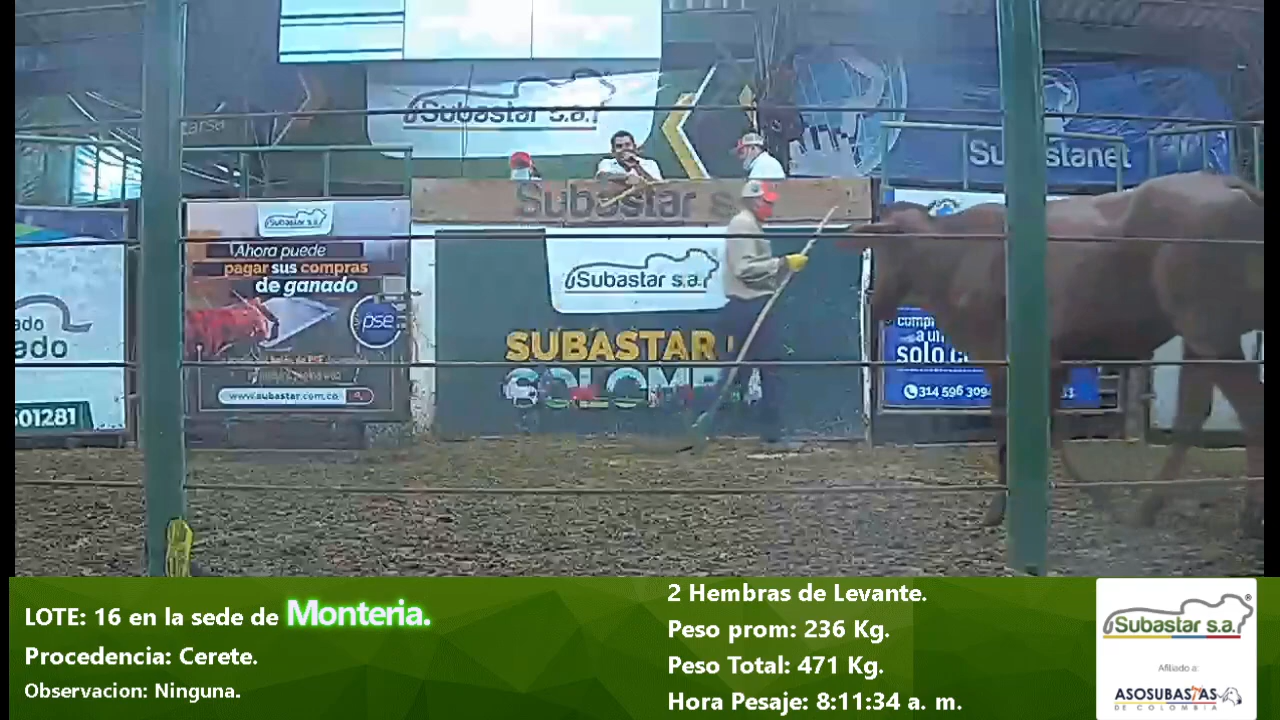 Subastar s.a.
Subastanet
Subastar s.a.
Ahora puede
pagar sus compras
de ganado
pse
www.subastar.com.co
Subastar s.a.
SUBASTAR
COLOMB
ado
ado
501281
compr
a un
solo c
314 596 309
LOTE: 16 en la sede de Monteria.
Procedencia: Cerete.
Observacion: Ninguna.
2 Hembras de Levante.
Peso prom: 236 Kg.
Peso Total: 471 Kg.
Hora Pesaje: 8:11:34 a. m.
Subastar s.a.®
Afiliado a:
ASOSUBASTAS
DE COLOMBIA